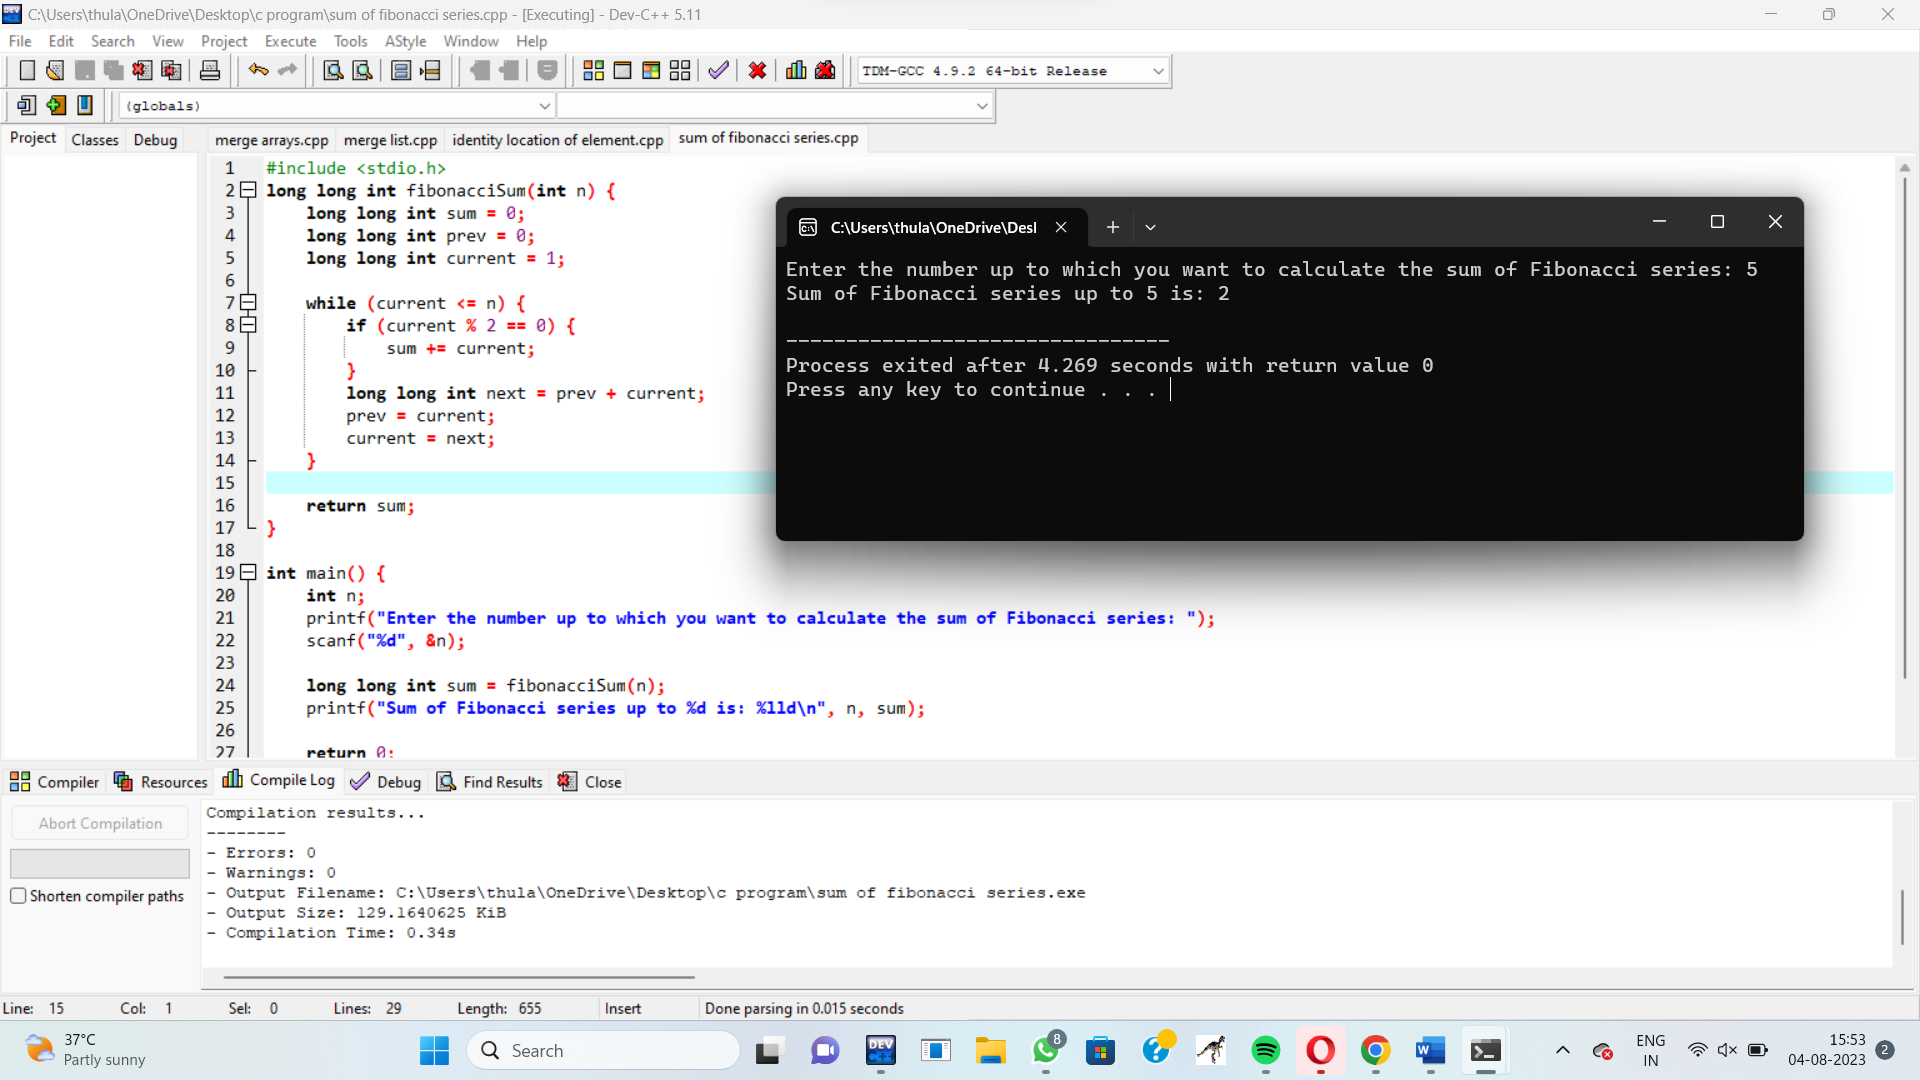 C:\Users\thula\OneDrive\Desktop\c program\sum of fibonacci series.cpp - [Executing] - Dev-C++ 5.11
File Edit Search View Project Execute Tools AStyle Window Help
TDM-GCC 4.9.2 64-bit Release
(globals)
Project Classes Debug
merge arrays.cpp merge list.cpp identity location of element.cpp sum of fibonacci series.cpp
1 #include <stdio.h>
2 long long int fibonacciSum(int n) {
3 long long int sum = 0;
4 long long int prev = 0;
5 long long int current = 1;
6
7 while (current <= n) {
8 if (current % 2 == 0) {
9 sum += current;
10 }
11 long long int next = prev + current;
12 prev = current;
13 current = next;
14 }
15
16 return sum;
17 }
18
19 int main() {
20 int n;
21 printf("Enter the number up to which you want to calculate the sum of Fibonacci series: ");
22 scanf("%d", &n);
23
24 long long int sum = fibonacciSum(n);
25 printf("Sum of Fibonacci series up to %d is: %lld\n", n, sum);
26
27 return 0;
C:\Users\thula\OneDrive\Desl
Enter the number up to which you want to calculate the sum of Fibonacci series: 5
Sum of Fibonacci series up to 5 is: 2
--------------------------------
Process exited after 4.269 seconds with return value 0
Press any key to continue . . .
Compiler Resources Compile Log Debug Find Results Close
Abort Compilation
Shorten compiler paths
Compilation results...
--------
- Errors: 0
- Warnings: 0
- Output Filename: C:\Users\thula\OneDrive\Desktop\c program\sum of fibonacci series.exe
- Output Size: 129.1640625 KiB
- Compilation Time: 0.34s
Line: 15 Col: 1 Sel: 0 Lines: 29 Length: 655 Insert Done parsing in 0.015 seconds
37°C
Partly sunny
Search
DEV C++
8
ENG
IN
15:53
04-08-2023
2